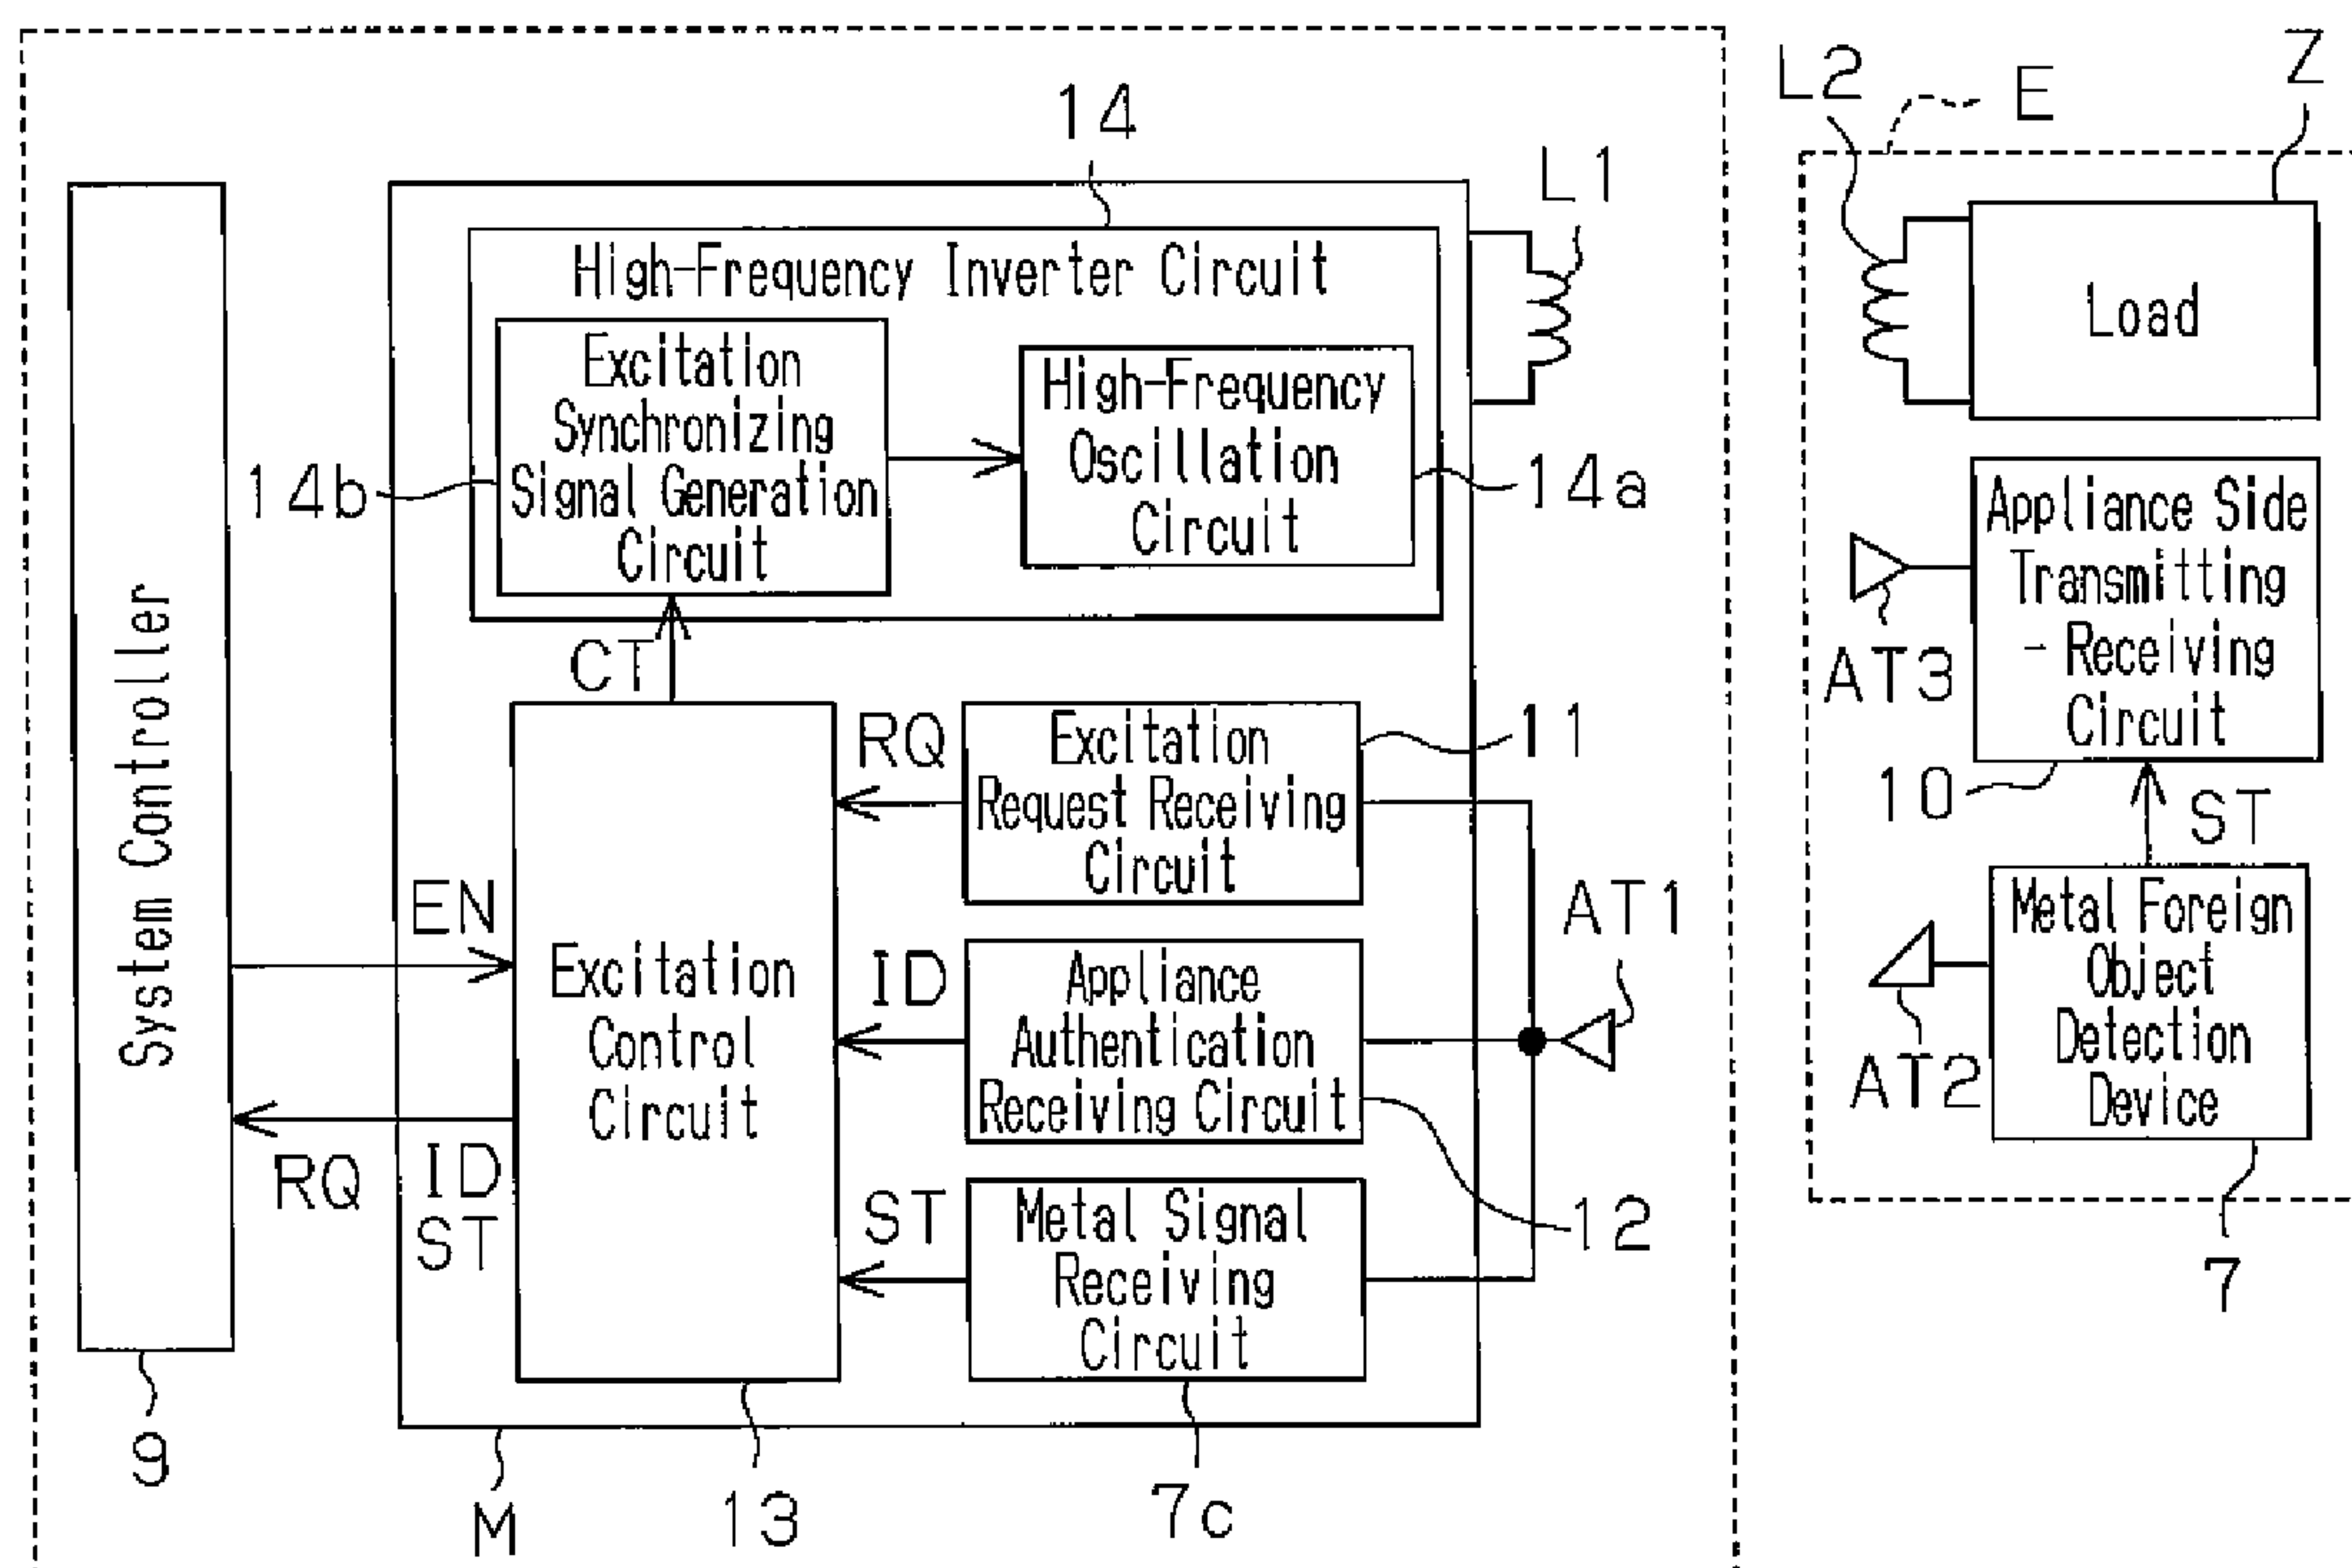 14
L1
L2
E
Z
High-Frequency Inverter Circuit
Excitation
Synchronizing
Signal Generation
Circuit
High-Frequency
Oscillation
Circuit
14b
14a
Load
Appliance Side
Transmitting
- Receiving
Circuit
AT3
10
ST
System Controller
CT
RQ
Excitation
Request Receiving
Circuit
11
EN
Excitation
Control
Circuit
ID
Appliance
Authentication
Receiving Circuit
AT1
12
RQ
ID
ST
ST
Metal Signal
Receiving
Circuit
Metal Foreign
Object
Detection
Device
AT2
7
9
M
13
7c